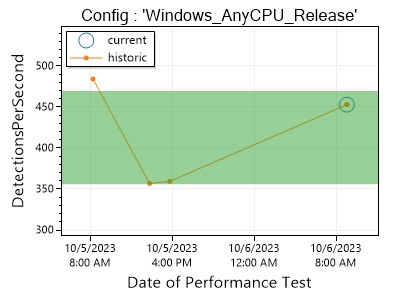 Config : 'Windows_AnyCPU_Release'
current
historic
DetectionsPerSecond
500
450
400
350
300
10/5/2023 10/5/2023 10/6/2023 10/6/2023
8:00 AM 4:00 PM 12:00 AM 8:00 AM
Date of Performance Test